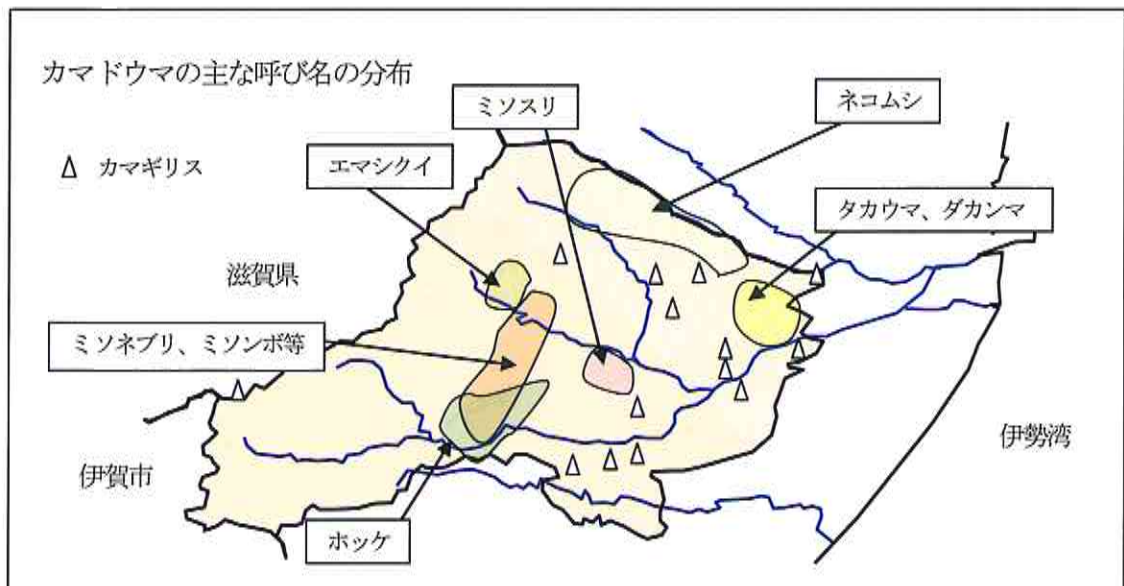 カマドウマの主な呼び名の分布
ミソスリ
ネコムシ
カマギリス
エマシクイ
タカウマ、ダカンマ
滋賀県
ミソネブリ、ミソンボ等
伊勢湾
伊賀市
ホッケ